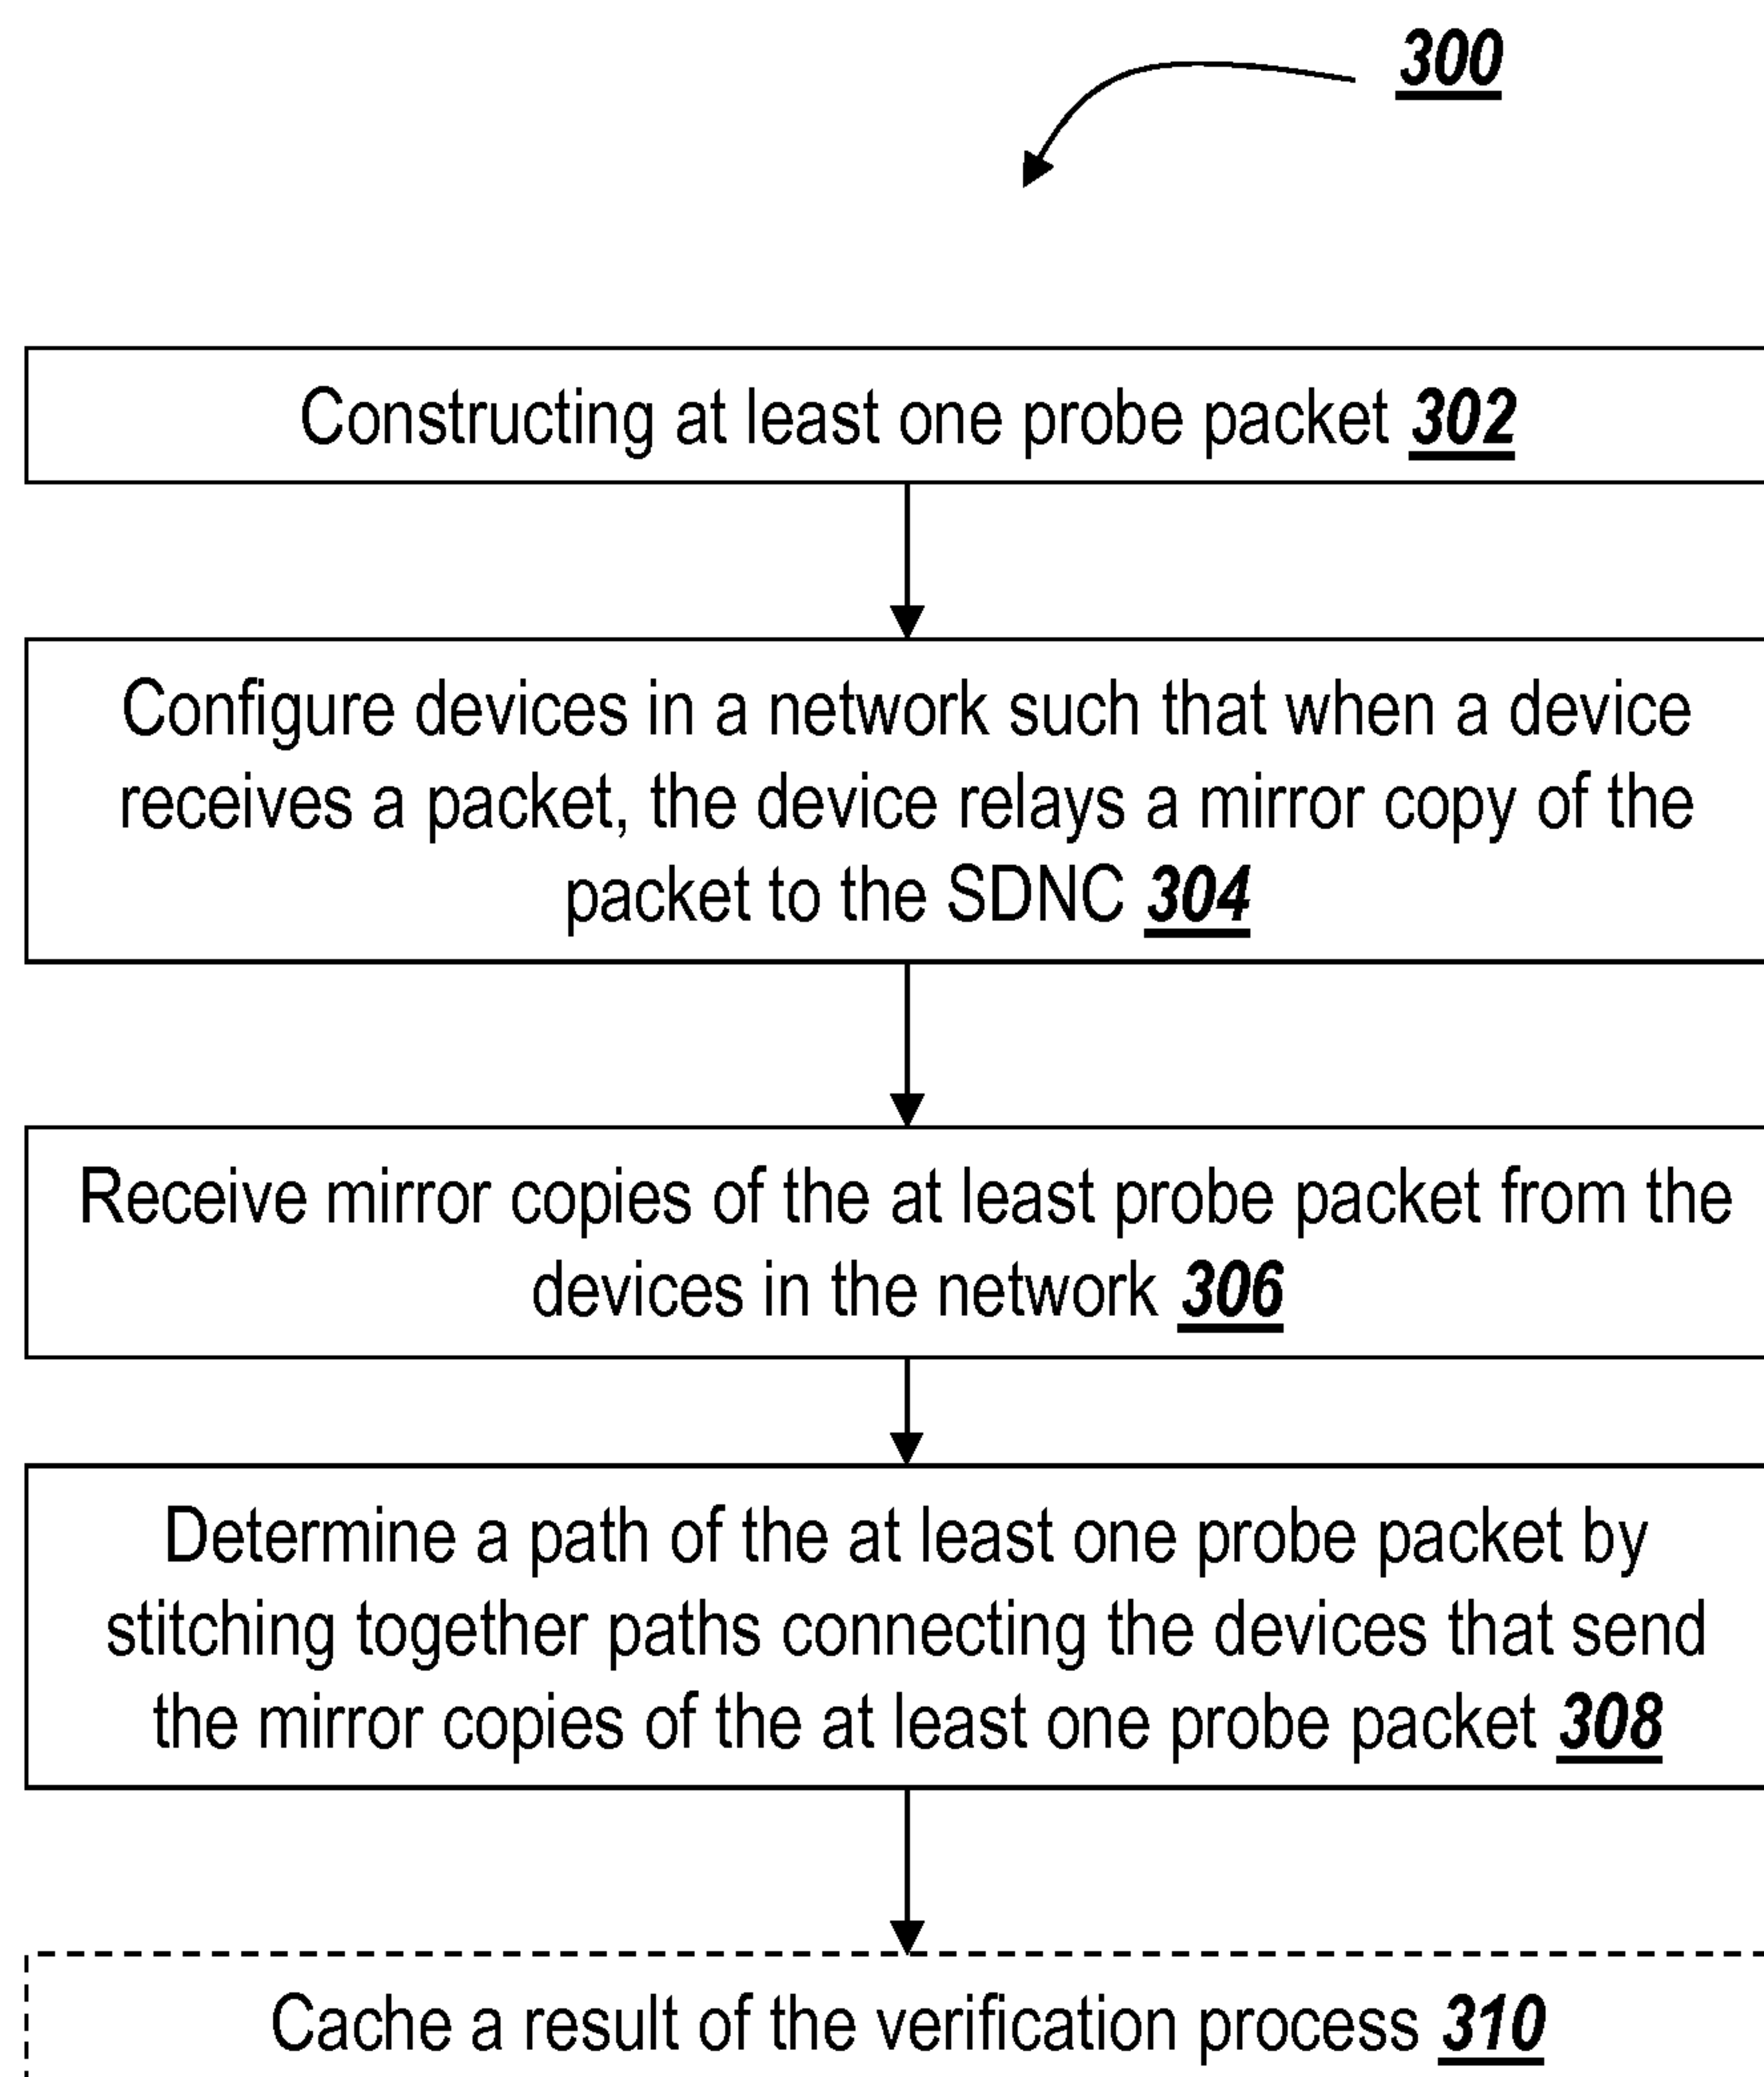 300
Constructing at least one probe packet 302
Configure devices in a network such that when a device
receives a packet, the device relays a mirror copy of the
packet to the SDNC 304
Receive mirror copies of the at least probe packet from the
devices in the network 306
Determine a path of the at least one probe packet by
stitching together paths connecting the devices that send
the mirror copies of the at least one probe packet 308
Cache a result of the verification process 310